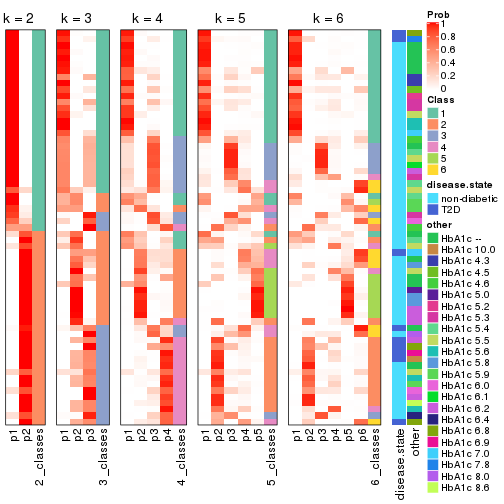 k = 2
k = 3
k = 4
k = 5
k = 6
Prob
1
0.8
0.6
0.4
0.2
0
Class
1
2
3
4
5
6
disease.state
non-diabetic
T2D
other
HbA1c --
HbA1c 10.0
HbA1c 4.3
HbA1c 4.5
HbA1c 4.6
HbA1c 5.0
HbA1c 5.2
HbA1c 5.3
HbA1c 5.4
HbA1c 5.5
HbA1c 5.6
HbA1c 5.8
HbA1c 5.9
HbA1c 6.0
HbA1c 6.1
HbA1c 6.2
HbA1c 6.4
HbA1c 6.8
HbA1c 6.9
HbA1c 7.0
HbA1c 7.8
HbA1c 8.0
HbA1c 8.6
p1
p2
2_classes
p1
p2
p3
3_classes
p1
p2
p3
p4
4_classes
p1
p2
p3
p4
p5
5_classes
p1
p2
p3
p4
p5
p6
6_classes
disease.state
other